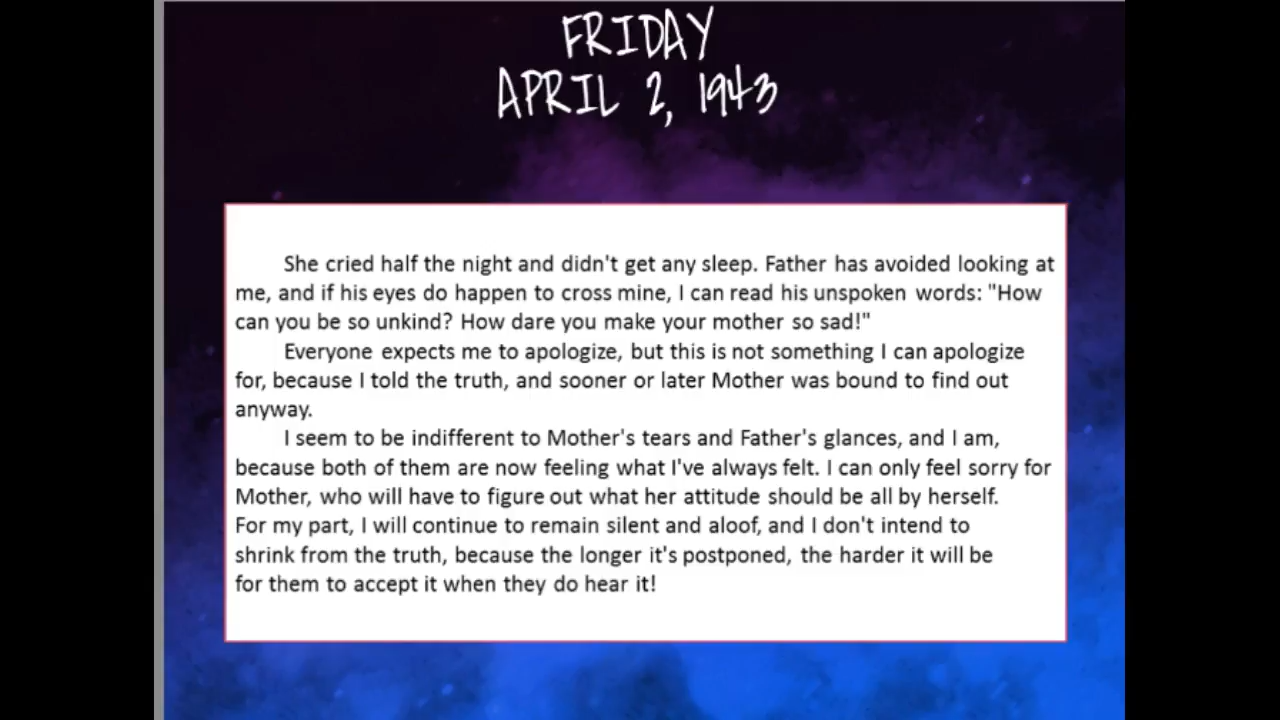 FRIDAY
APRIL 2, 1943
She cried half the night and didn't get any sleep. Father has avoided looking at
me, and if his eyes do happen to cross mine, I can read his unspoken words: "How
can you be so unkind? How dare you make your mother so sad!"
Everyone expects me to apologize, but this is not something I can apologize
for, because I told the truth, and sooner or later Mother was bound to find out
anyway.
I seem to be indifferent to Mother's tears and Father's glances, and I am,
because both of them are now feeling what I've always felt. I can only feel sorry for
Mother, who will have to figure out what her attitude should be all by herself.
For my part, I will continue to remain silent and aloof, and I don't intend to
shrink from the truth, because the longer it's postponed, the harder it will be
for them to accept it when they do hear it!